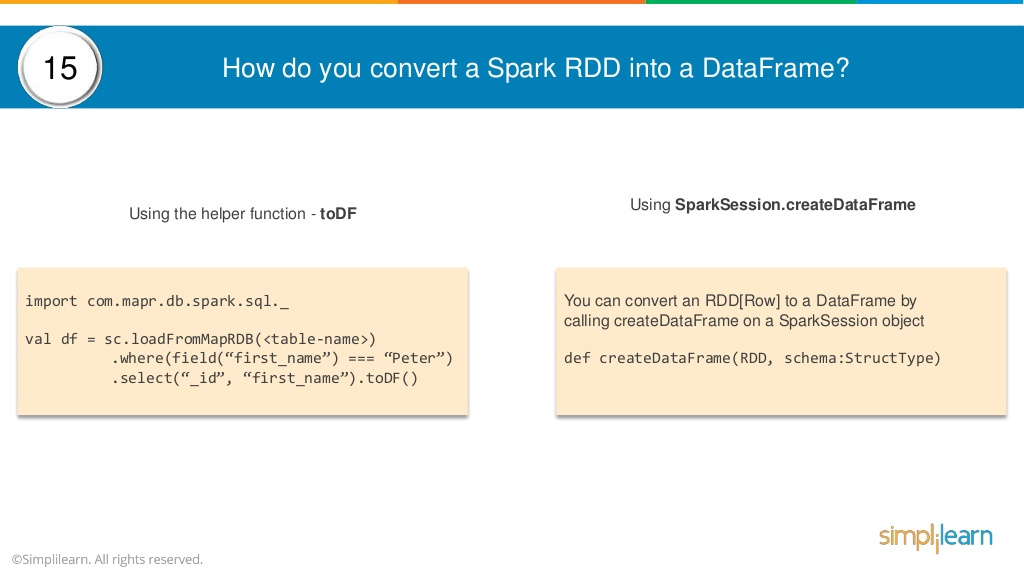 15
How do you convert a Spark RDD into a DataFrame?
Using the helper function - toDF
import com.mapr.db.spark.sql._
val df = sc.loadFromMapRDB(<table-name>)
.where(field(“first_name”) === “Peter”)
.select(“_id”, “first_name”).toDF()
Using SparkSession.createDataFrame
You can convert an RDD[Row] to a DataFrame by
calling createDataFrame on a SparkSession object
def createDataFrame(RDD, schema:StructType)
simplilearn
©Simplilearn. All rights reserved.